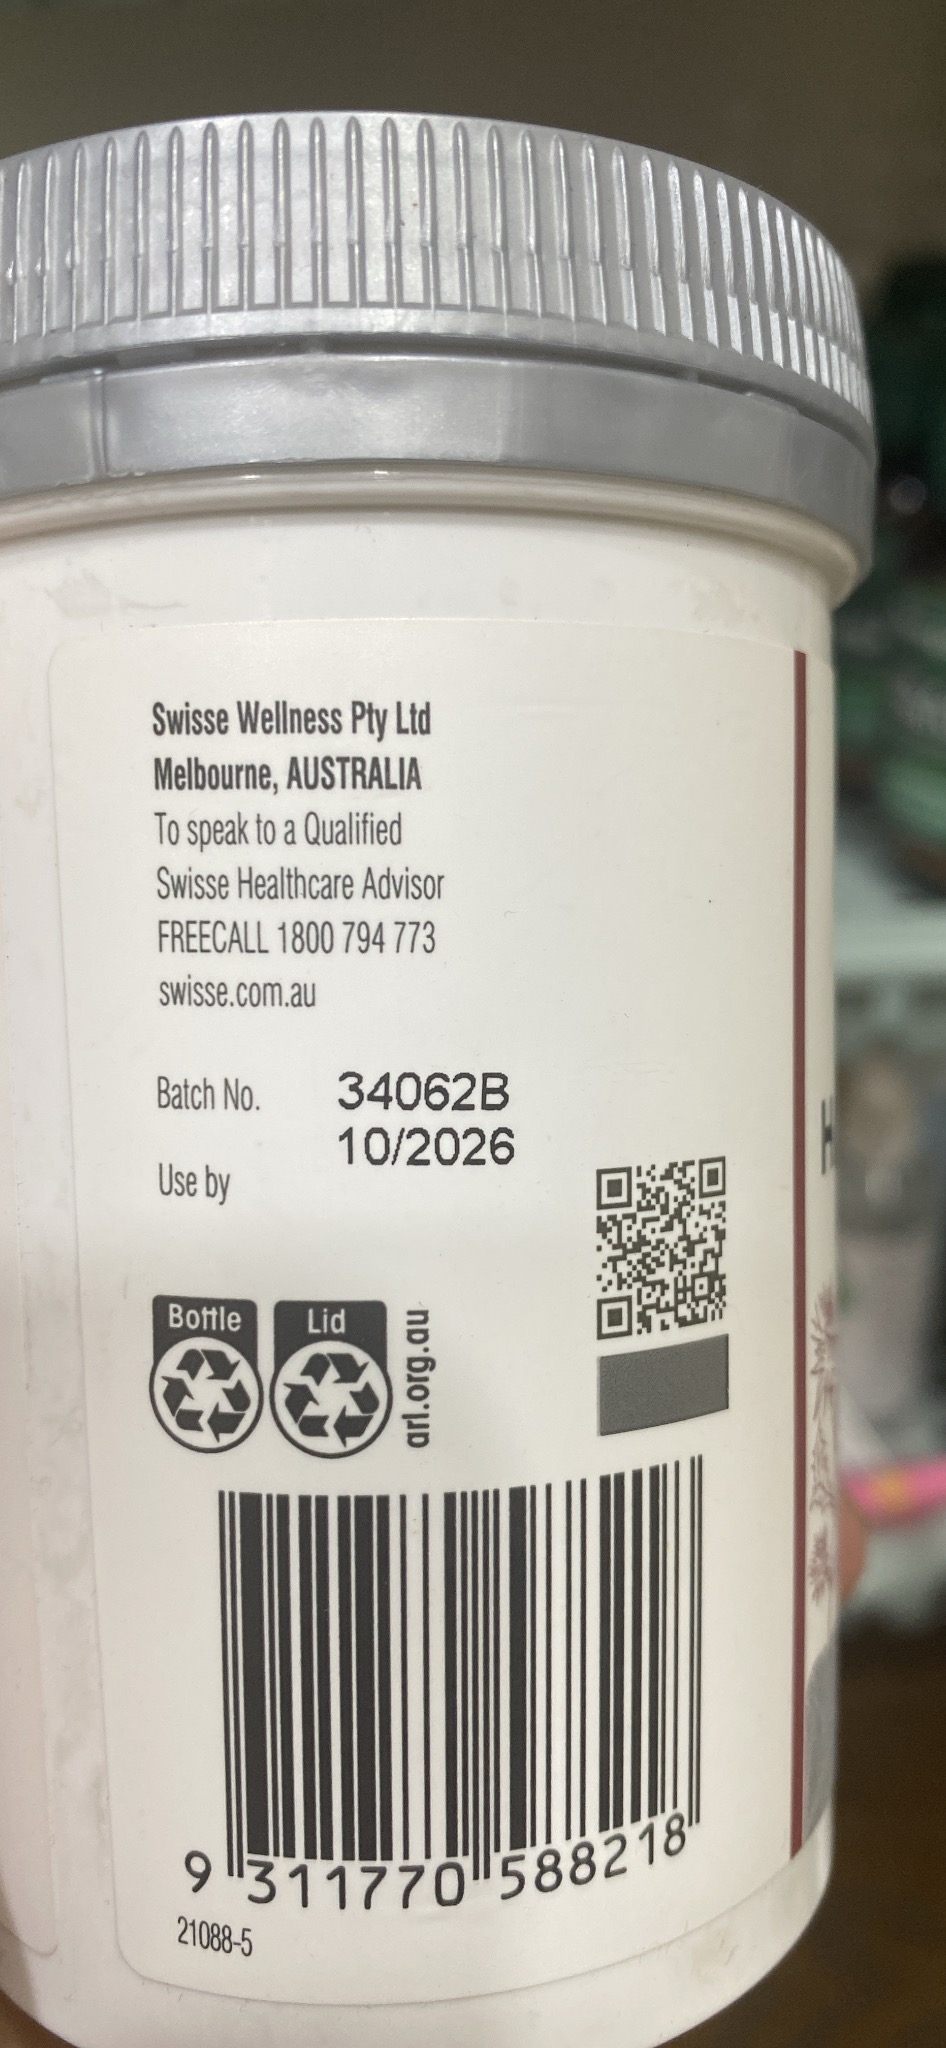 Swisse Wellness Pty Ltd
Melbourne, AUSTRALIA
To speak to a Qualified
Swisse Healthcare Advisor
FREECALL 1800 794 773
swisse.com.au
Batch No. 34062B
10/2026
Use by
Bottle
Lid
arl.org.au
9 311770 588218
21088-5